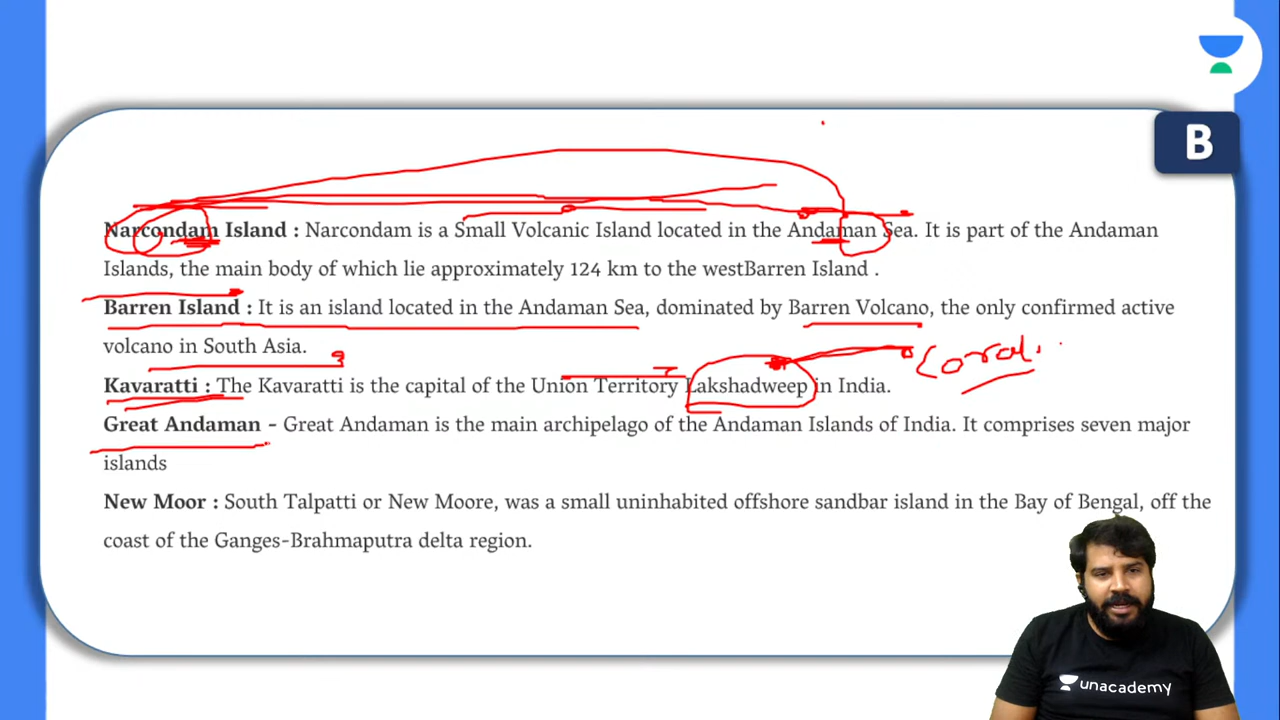 B
Narcondam Island : Narcondam is a Small Volcanic Island located in the Andaman Sea. It is part of the Andaman
Islands, the main body of which lie approximately 124 km to the westBarren Island .
Barren Island : It is an island located in the Andaman Sea, dominated by Barren Volcano, the only confirmed active
volcano in South Asia.
Coral.
Kavaratti : The Kavaratti is the capital of the Union Territory Lakshadweep in India.
Great Andaman - Great Andaman is the main archipelago of the Andaman Islands of India. It comprises seven major
islands
New Moor : South Talpatti or New Moore, was a small uninhabited offshore sandbar island in the Bay of Bengal, off the
coast of the Ganges-Brahmaputra delta region.
unacademy